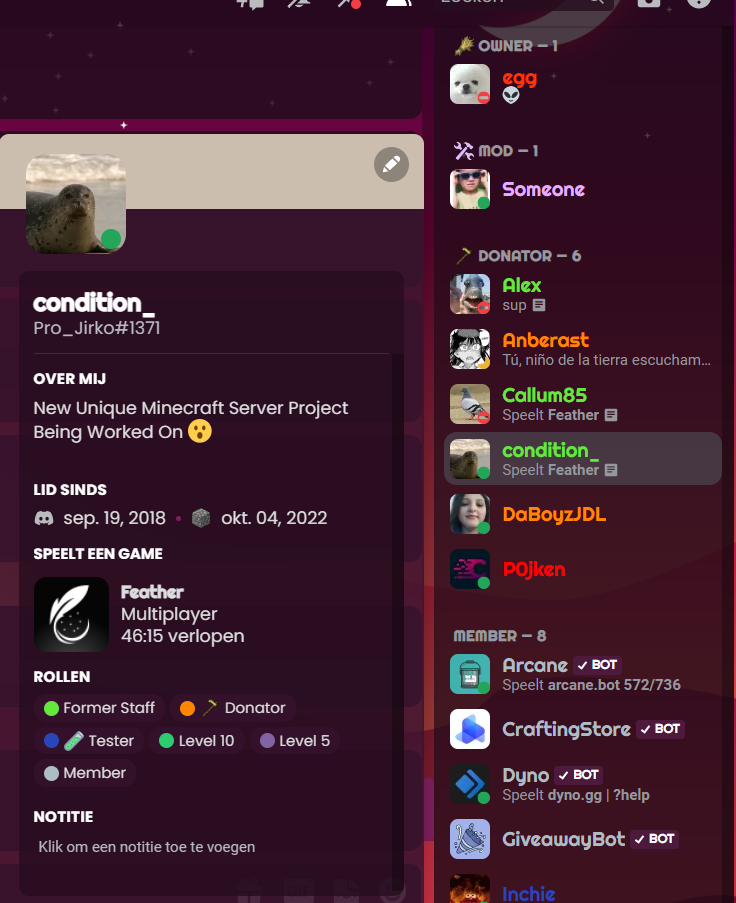 condition_
Pro_Jirko#1371
OVER MIJ
New Unique Minecraft Server Project
Being Worked On 😮
LID SINDS
sep. 19, 2018 • okt. 04, 2022
SPEELT EEN GAME
Feather
Multiplayer
46:15 verlopen
ROLLEN
Former Staff
Donator
Tester
Level 10
Level 5
Member
NOTITIE
Klik om een notitie toe te voegen
OWNER — 1
egg
👽
MOD — 1
Someone
DONATOR — 6
Alex
sup
Anberast
Tú, niño de la tierra escucham...
Callum85
Speelt Feather
condition_
Speelt Feather
DaBoyzJDL
P0jken
MEMBER — 8
Arcane ✓ BOT
Speelt arcane.bot 572/736
CraftingStore ✓ BOT
Dyno ✓ BOT
Speelt dyno.gg | ?help
GiveawayBot ✓ BOT
Inchie